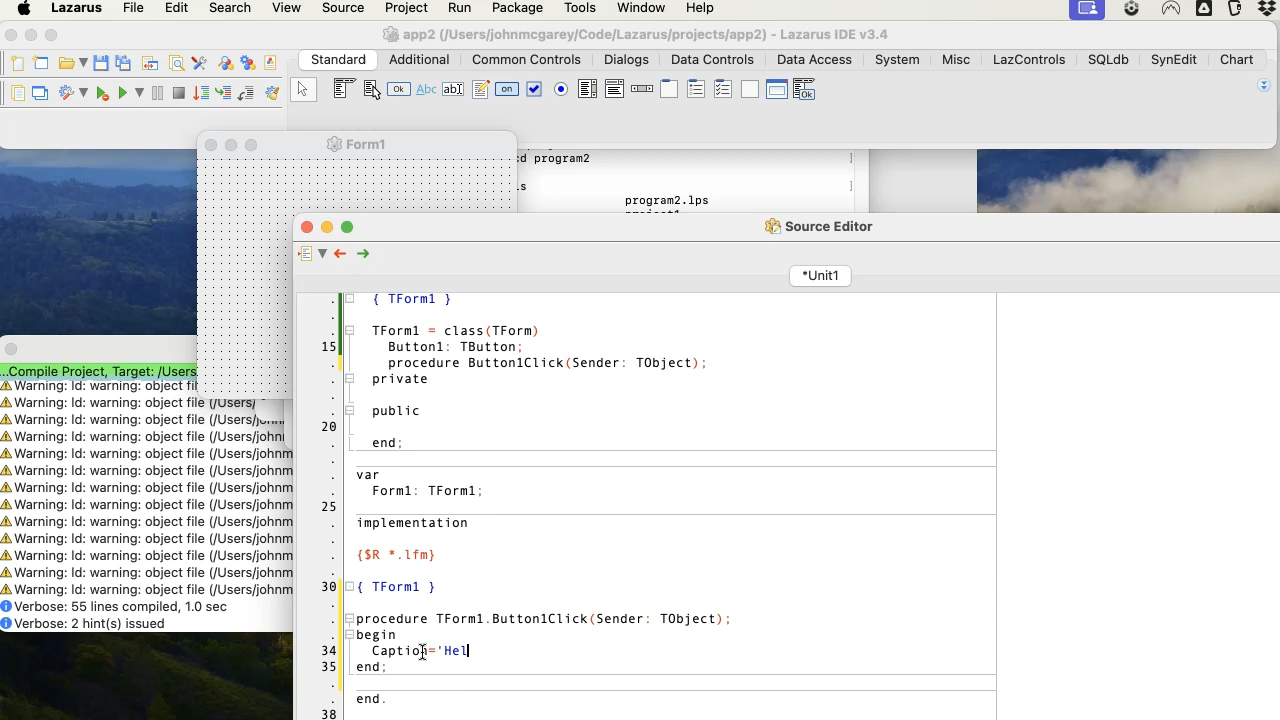 Lazarus File Edit Search View Source Project Run Package Tools Window Help
app2 (/Users/johnmcgarey/Code/Lazarus/projects/app2) - Lazarus IDE v3.4
Standard Additional Common Controls Dialogs Data Controls Data Access System Misc LazControls SQLdb SynEdit Chart
Ok Abc ab on Ok
Form1
cd program2 ]
ls ]
program2.lps
Source Editor
*Unit1
. { TForm1 }
.
. TForm1 = class(TForm)
15 Button1: TButton;
. procedure Button1Click(Sender: TObject);
. private
.
. public
20
. end;
.
. var
. Form1: TForm1;
25
. implementation
.
. {$R *.lfm}
.
30 { TForm1 }
.
. procedure TForm1.Button1Click(Sender: TObject);
. begin
34 Caption='Hel
35 end;
.
. end.
38
...Compile Project, Target: /Users
Warning: ld: warning: object fil
Warning: ld: warning: object file (/Users/
Warning: ld: warning: object file (/Users/john
Warning: ld: warning: object file (/Users/johnm
Warning: ld: warning: object file (/Users/johnm
Warning: ld: warning: object file (/Users/johnm
Warning: ld: warning: object file (/Users/johnm
Warning: ld: warning: object file (/Users/johnm
Warning: ld: warning: object file (/Users/johnm
Warning: ld: warning: object file (/Users/johnm
Warning: ld: warning: object file (/Users/johnm
Warning: ld: warning: object file (/Users/johnm
Warning: ld: warning: object file (/Users/johnm
Verbose: 55 lines compiled, 1.0 sec
Verbose: 2 hint(s) issued